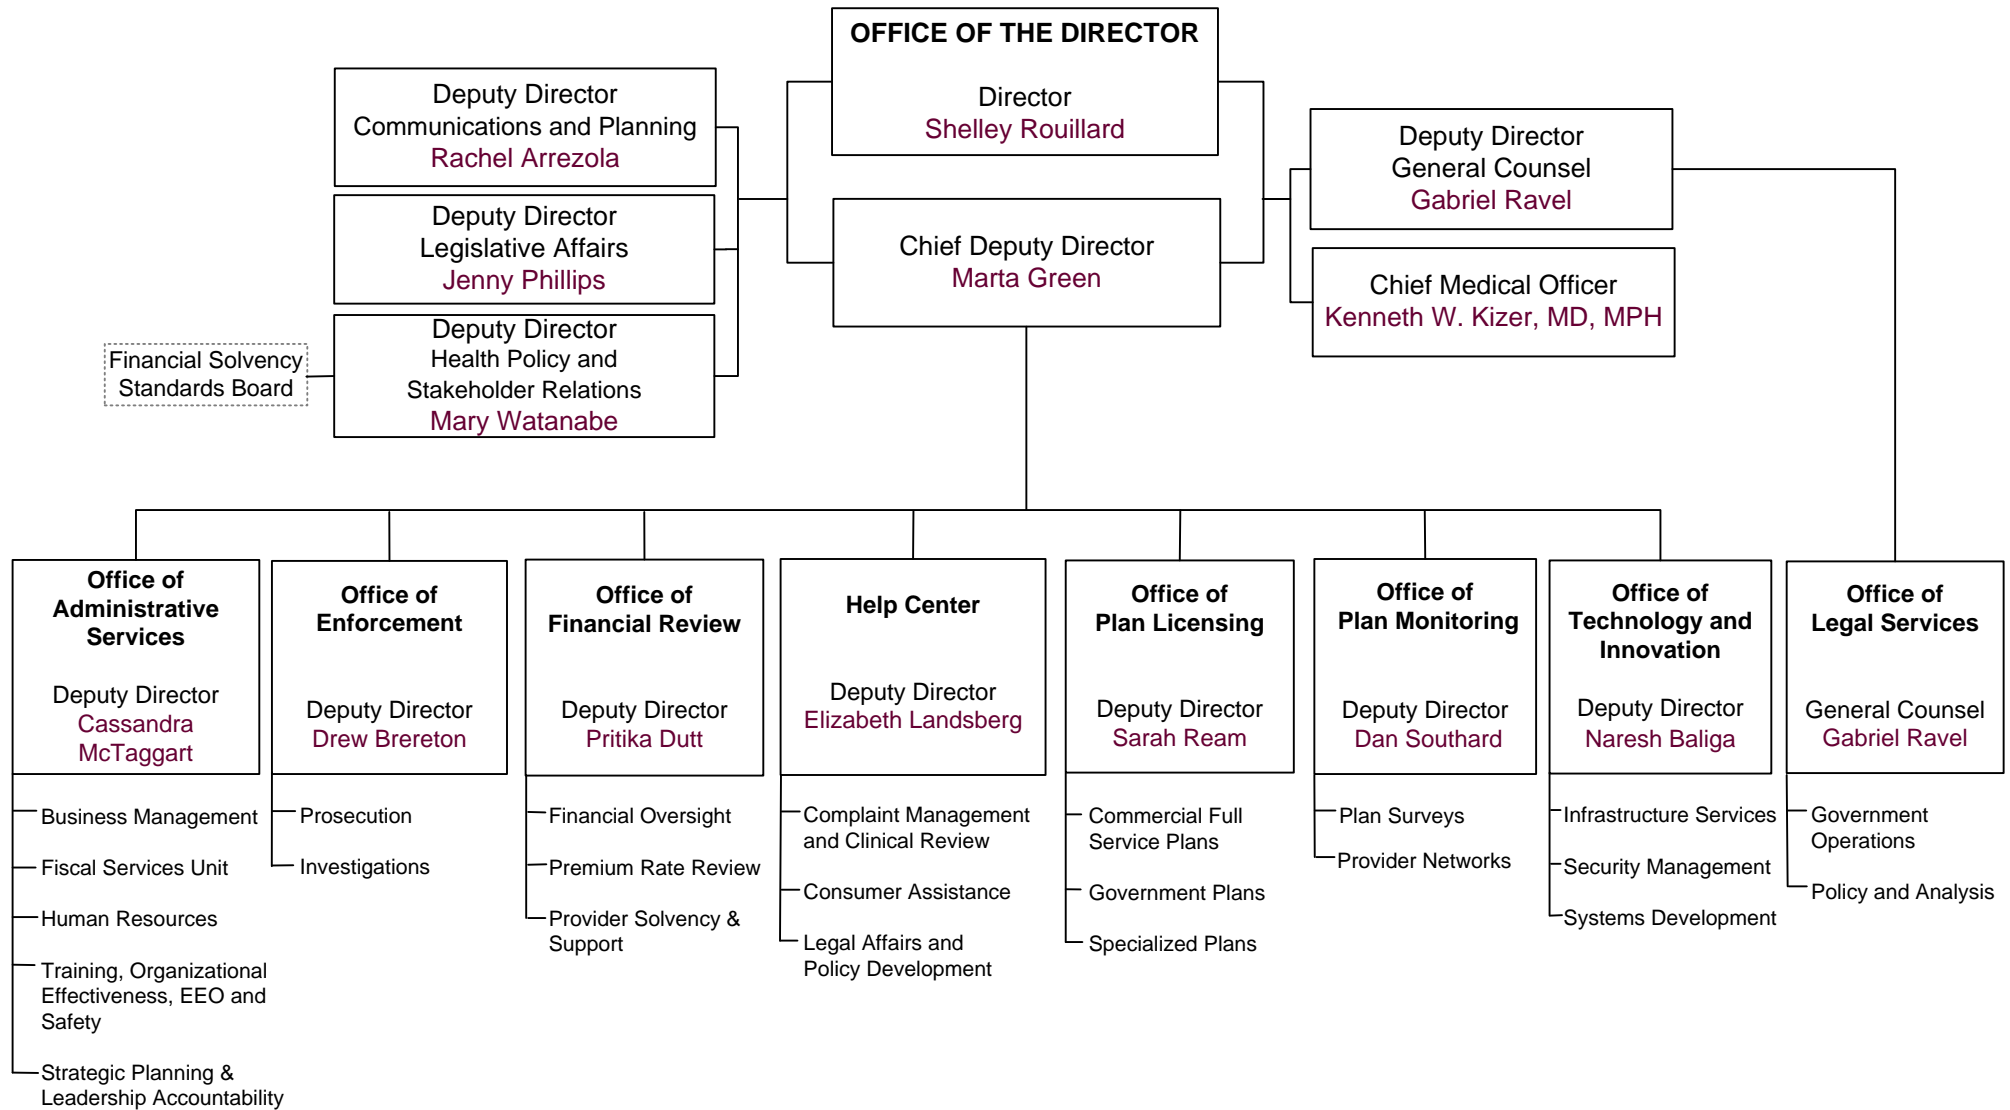 OFFICE OF THE DIRECTOR
Director
Shelley Rouillard
Deputy Director
Communications and Planning
Rachel Arrezola
Deputy Director
Legislative Affairs
Jenny Phillips
Deputy Director
Health Policy and
Stakeholder Relations
Mary Watanabe
Financial Solvency
Standards Board
Chief Deputy Director
Marta Green
Deputy Director
General Counsel
Gabriel Ravel
Chief Medical Officer
Kenneth W. Kizer, MD, MPH
Office of
Administrative
Services
Deputy Director
Cassandra
McTaggart
Business Management
Fiscal Services Unit
Human Resources
Training, Organizational
Effectiveness, EEO and
Safety
Strategic Planning &
Leadership Accountability
Office of
Enforcement
Deputy Director
Drew Brereton
Prosecution
Investigations
Office of
Financial Review
Deputy Director
Pritika Dutt
Financial Oversight
Premium Rate Review
Provider Solvency &
Support
Help Center
Deputy Director
Elizabeth Landsberg
Complaint Management
and Clinical Review
Consumer Assistance
Legal Affairs and
Policy Development
Office of
Plan Licensing
Deputy Director
Sarah Ream
Commercial Full
Service Plans
Government Plans
Specialized Plans
Office of
Plan Monitoring
Deputy Director
Dan Southard
Plan Surveys
Provider Networks
Office of
Technology and
Innovation
Deputy Director
Naresh Baliga
Infrastructure Services
Security Management
Systems Development
Office of
Legal Services
General Counsel
Gabriel Ravel
Government
Operations
Policy and Analysis